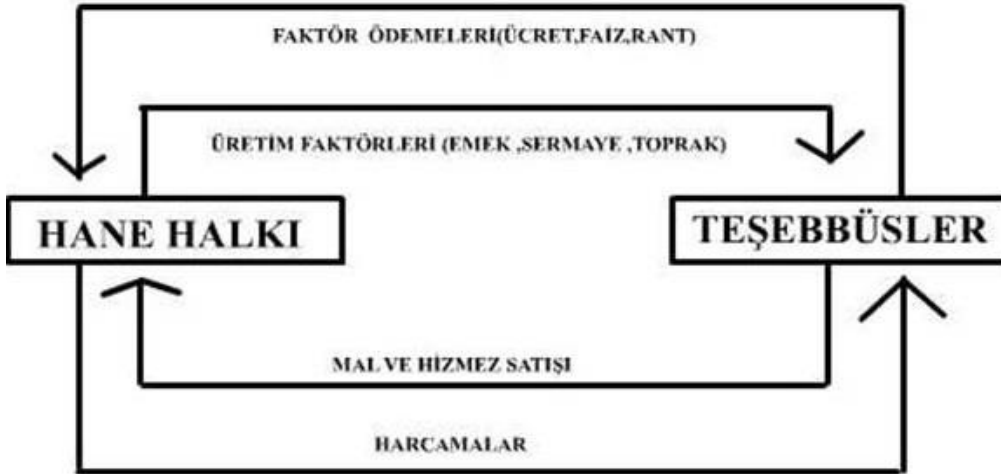 FAKTÖR ÖDEMELERİ(ÜCRET,FAİZ,RANT)
ÜRETİM FAKTÖRLERİ (EMEK ,SERMAYE ,TOPRAK)
HANE HALKI
TEŞEBBÜSLER
MAL VE HİZMEZ SATIŞI
HARCAMALAR